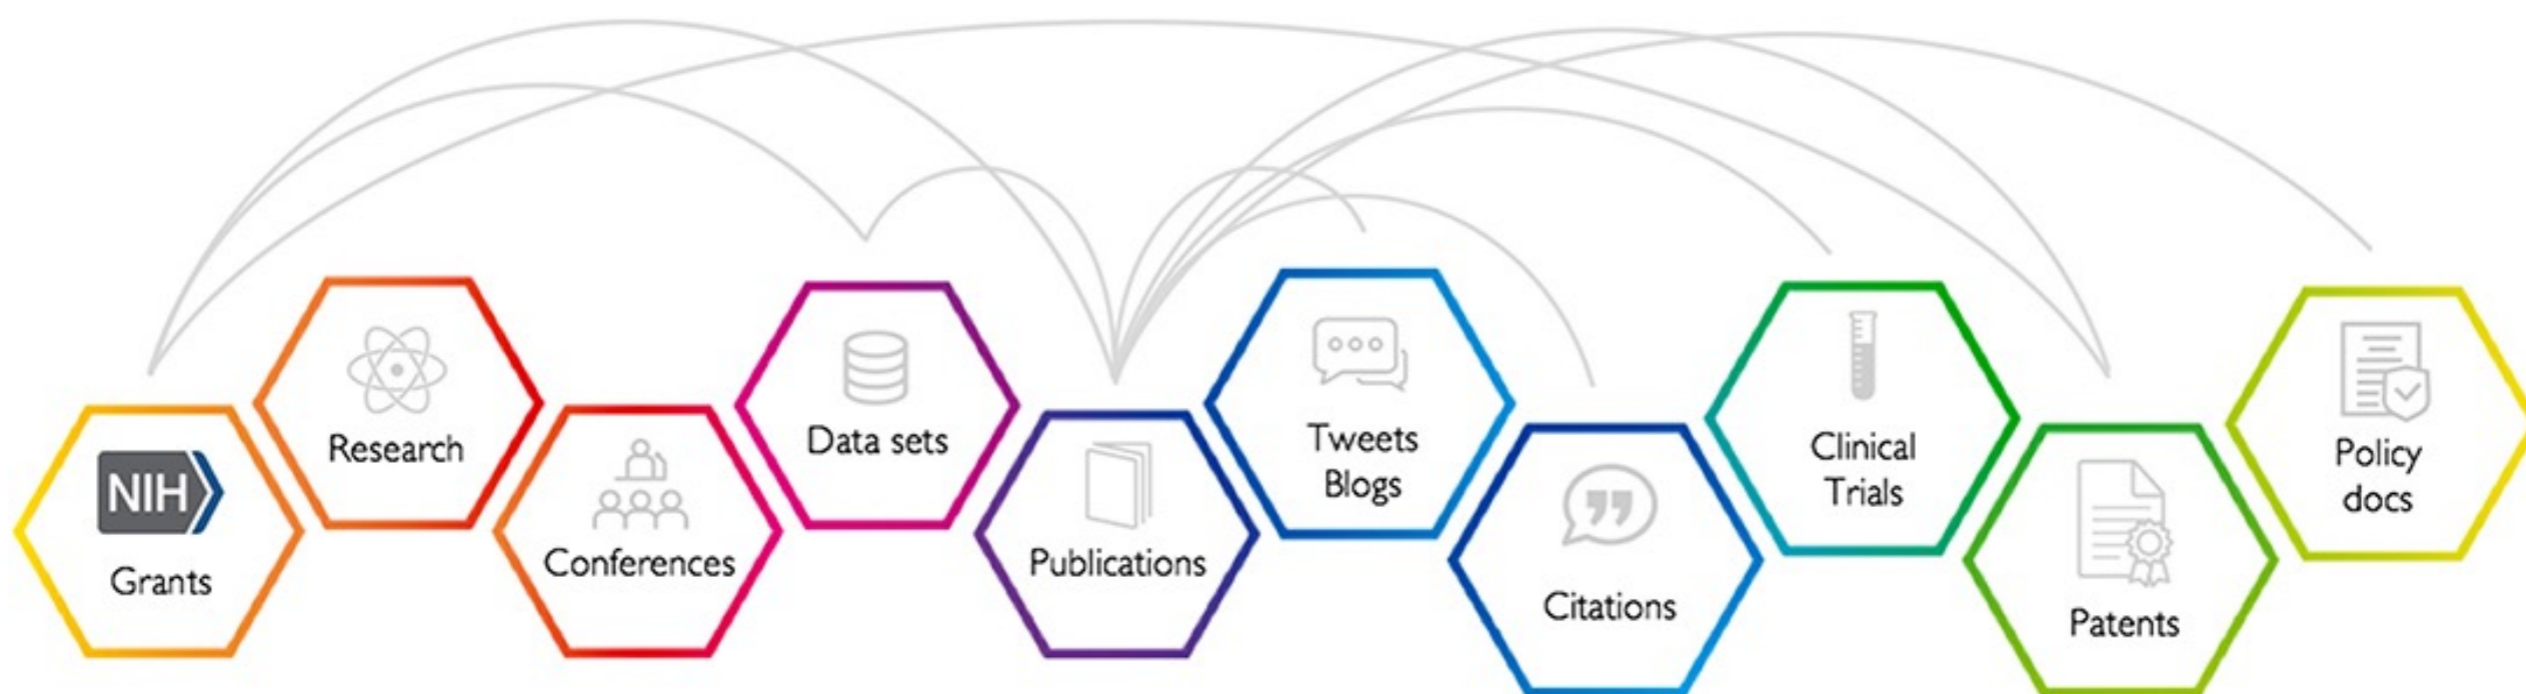 NIH
Grants
Research
Conferences
Data sets
Publications
Tweets
Blogs
Citations
Clinical
Trials
Patents
Policy
docs